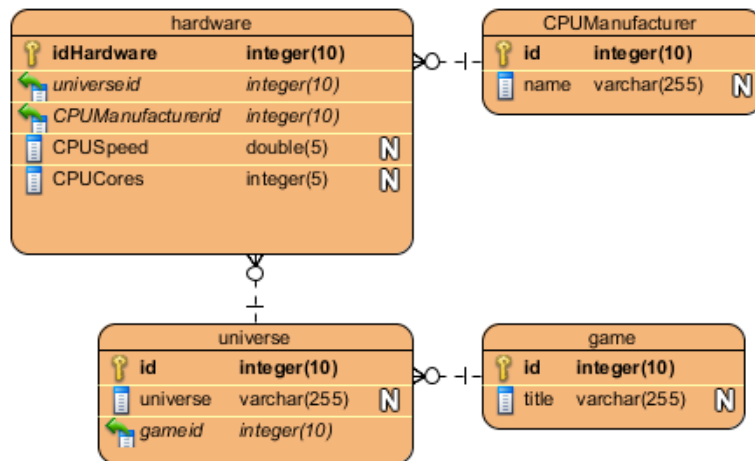 hardware
idHardware integer(10)
universeid integer(10)
CPUManufacturerid integer(10)
CPUSpeed double(5) N
CPUCores integer(5) N
CPUManufacturer
id integer(10)
name varchar(255) N
universe
id integer(10)
universe varchar(255) N
gameid integer(10)
game
id integer(10)
title varchar(255) N